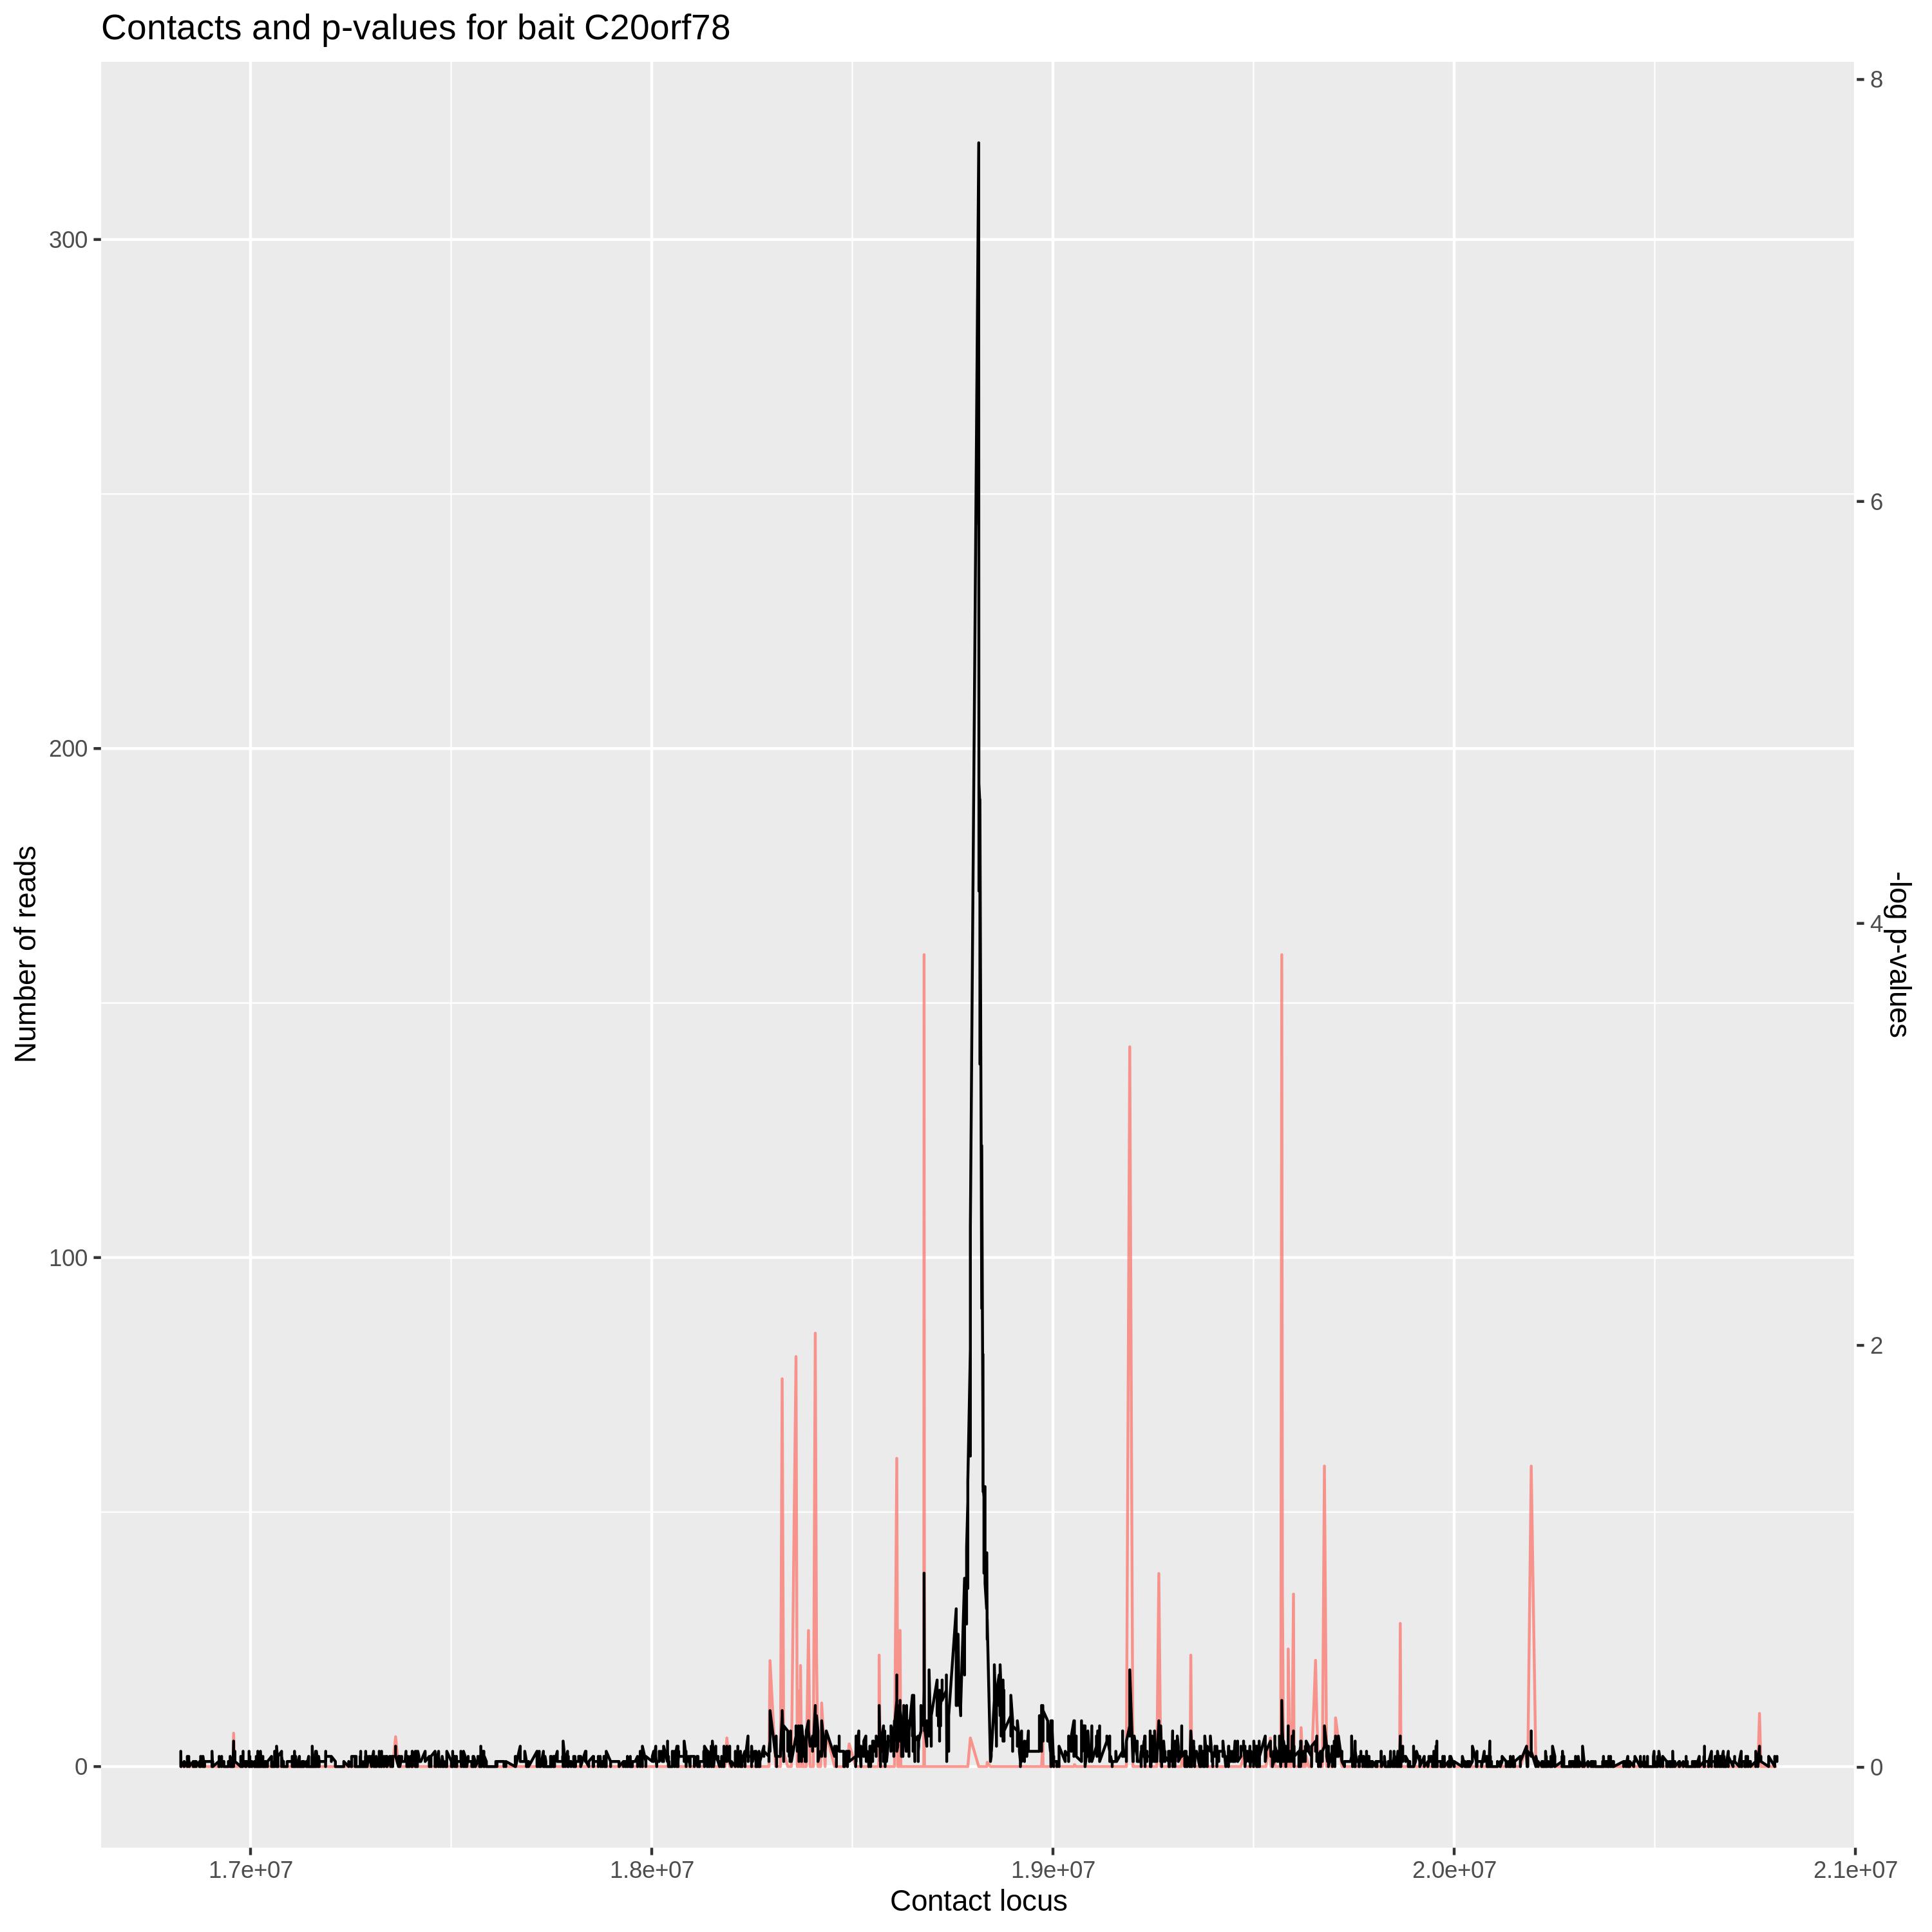 Contacts and p-values for bait C20orf78
Number of reads
300
200
100
0
8
6
4
2
0
-log p-values
1.7e+07
1.8e+07
1.9e+07
2.0e+07
2.1e+07
Contact locus